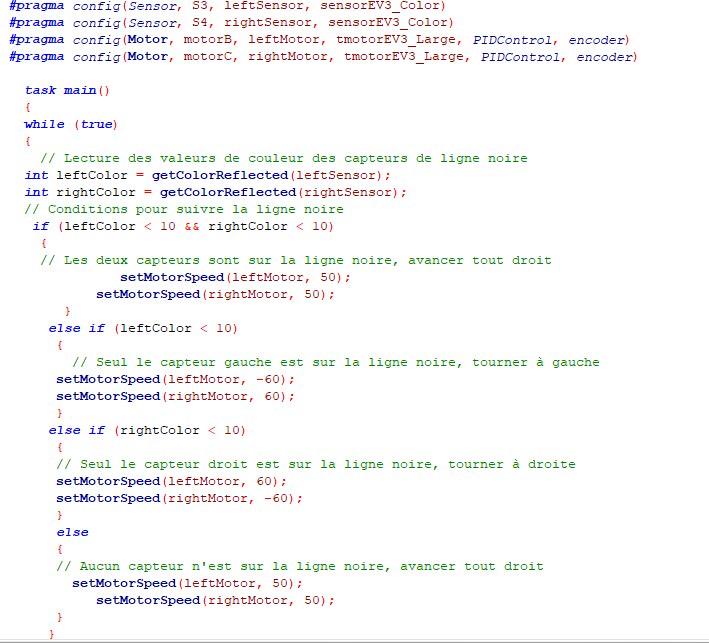 #pragma config(Sensor, S3, leftSensor, sensorEV3_Color)
#pragma config(Sensor, S4, rightSensor, sensorEV3_Color)
#pragma config(Motor, motorB, leftMotor, tmotorEV3_Large, PIDControl, encoder)
#pragma config(Motor, motorC, rightMotor, tmotorEV3_Large, PIDControl, encoder)
task main()
{
while (true)
{
// Lecture des valeurs de couleur des capteurs de ligne noire
int leftColor = getColorReflected(leftSensor);
int rightColor = getColorReflected(rightSensor);
// Conditions pour suivre la ligne noire
if (leftColor < 10 && rightColor < 10)
{
// Les deux capteurs sont sur la ligne noire, avancer tout droit
setMotorSpeed(leftMotor, 50);
setMotorSpeed(rightMotor, 50);
}
else if (leftColor < 10)
{
// Seul le capteur gauche est sur la ligne noire, tourner à gauche
setMotorSpeed(leftMotor, -60);
setMotorSpeed(rightMotor, 60);
}
else if (rightColor < 10)
{
// Seul le capteur droit est sur la ligne noire, tourner à droite
setMotorSpeed(leftMotor, 60);
setMotorSpeed(rightMotor, -60);
}
else
{
// Aucun capteur n'est sur la ligne noire, avancer tout droit
setMotorSpeed(leftMotor, 50);
setMotorSpeed(rightMotor, 50);
}
}